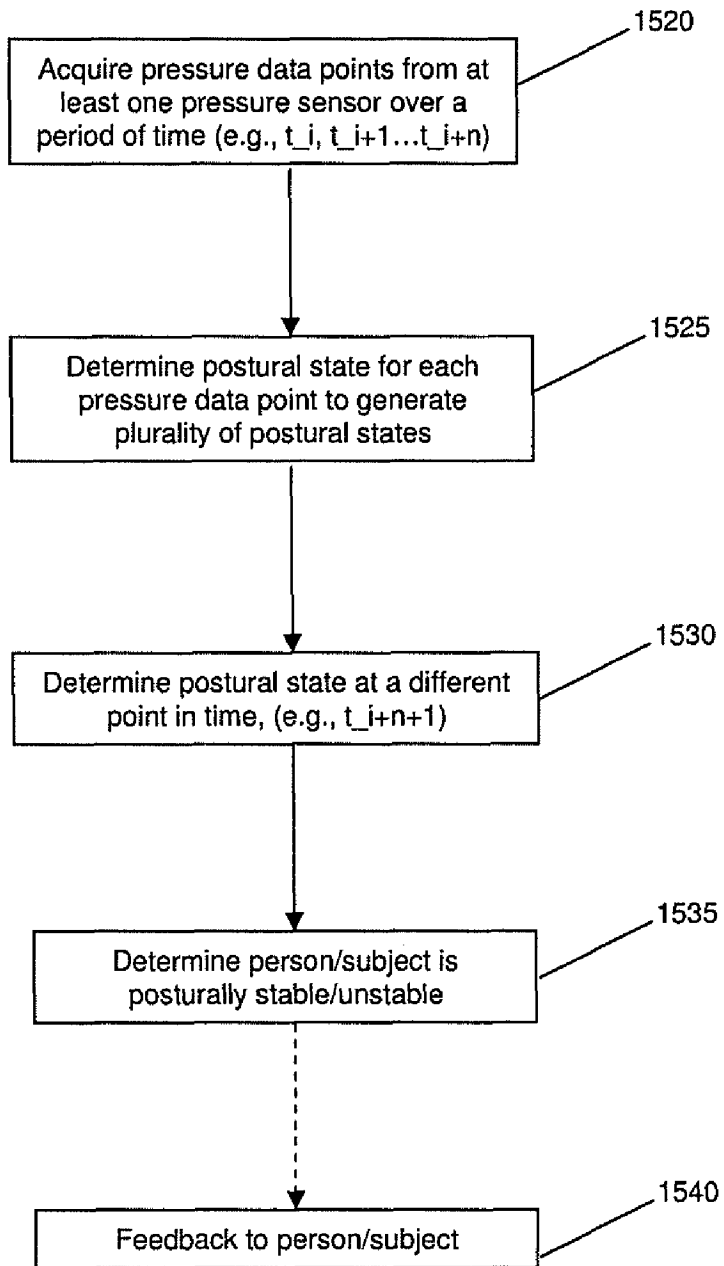 1520
Acquire pressure data points from at
least one pressure sensor over a
period of time (e.g., t_i, t_i+1...t_i+n)
1525
Determine postural state for each
pressure data point to generate
plurality of postural states
1530
Determine postural state at a different
point in time, (e.g., t_i+n+1)
1535
Determine person/subject is
posturally stable/unstable
1540
Feedback to person/subject